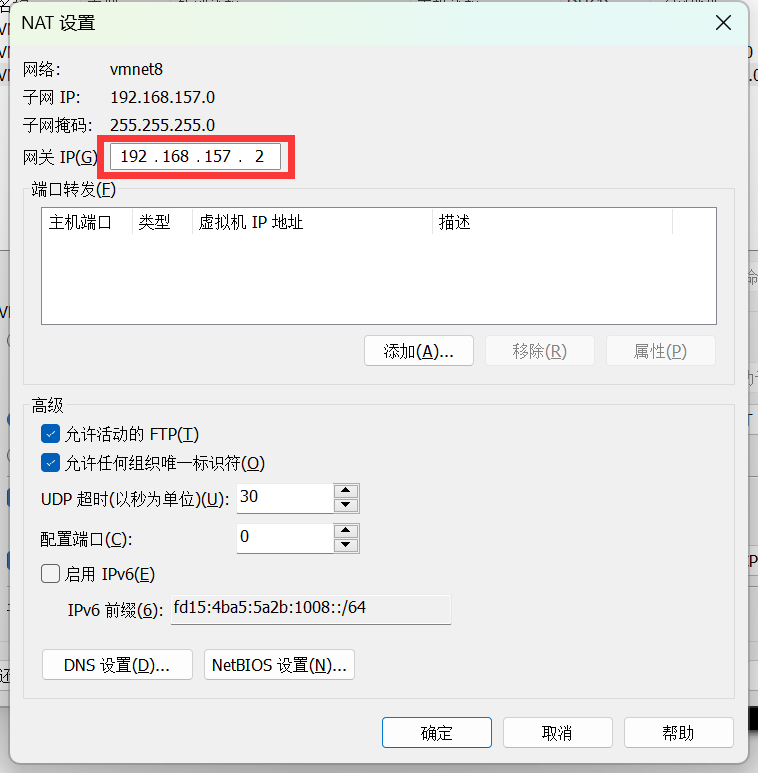 NAT 设置
网络: vmnet8
子网 IP: 192.168.157.0
子网掩码: 255.255.255.0
网关 IP(G) 192 . 168 . 157 . 2
端口转发(F)
主机端口 类型 虚拟机 IP 地址 描述
添加(A)... 移除(R) 属性(P)
高级
允许活动的 FTP(T)
允许任何组织唯一标识符(O)
UDP 超时(以秒为单位)(U): 30
配置端口(C): 0
启用 IPv6(E)
IPv6 前缀(6): fd15:4ba5:5a2b:1008::/64
DNS 设置(D)... NetBIOS 设置(N)...
确定 取消 帮助